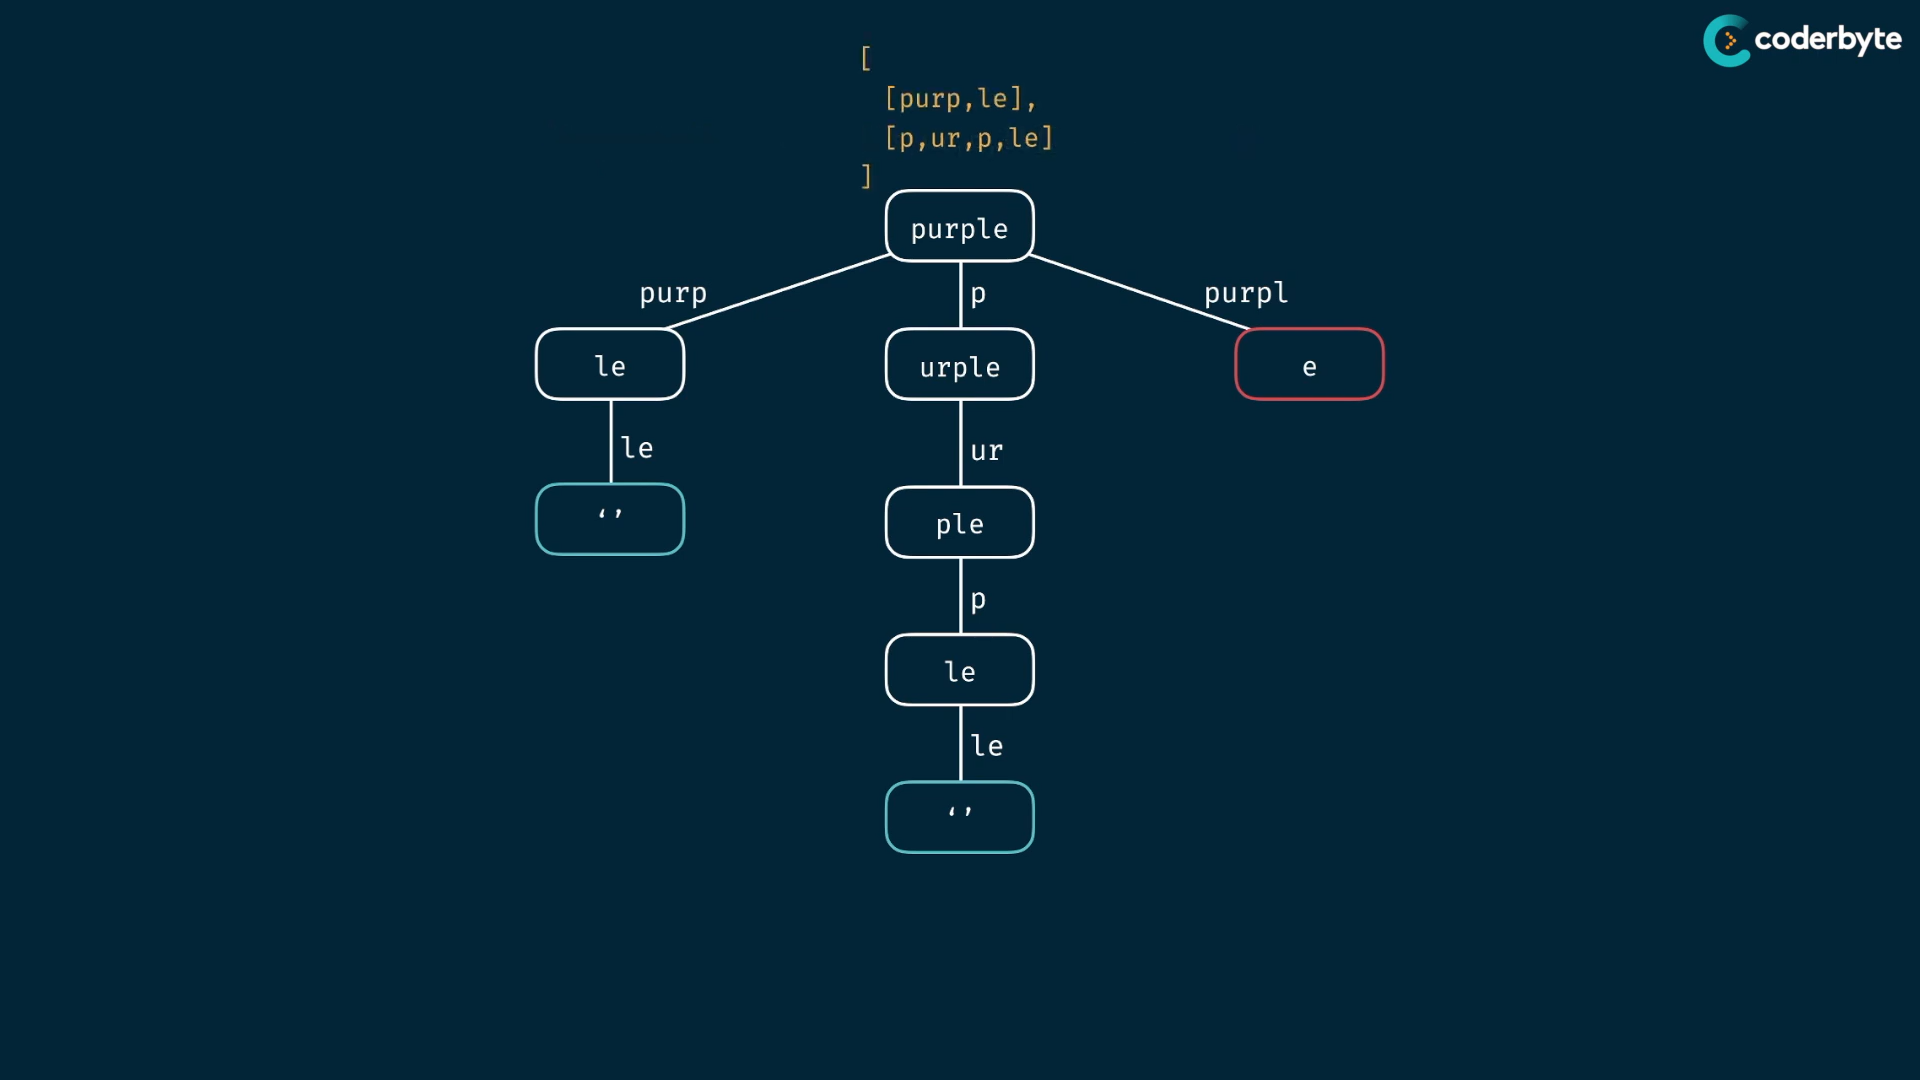 coderbyte
[
[purp,le],
[p,ur,p,le]
]
purple
purp
p
purpl
le
urple
e
le
ur
‘’
ple
p
le
le
‘’